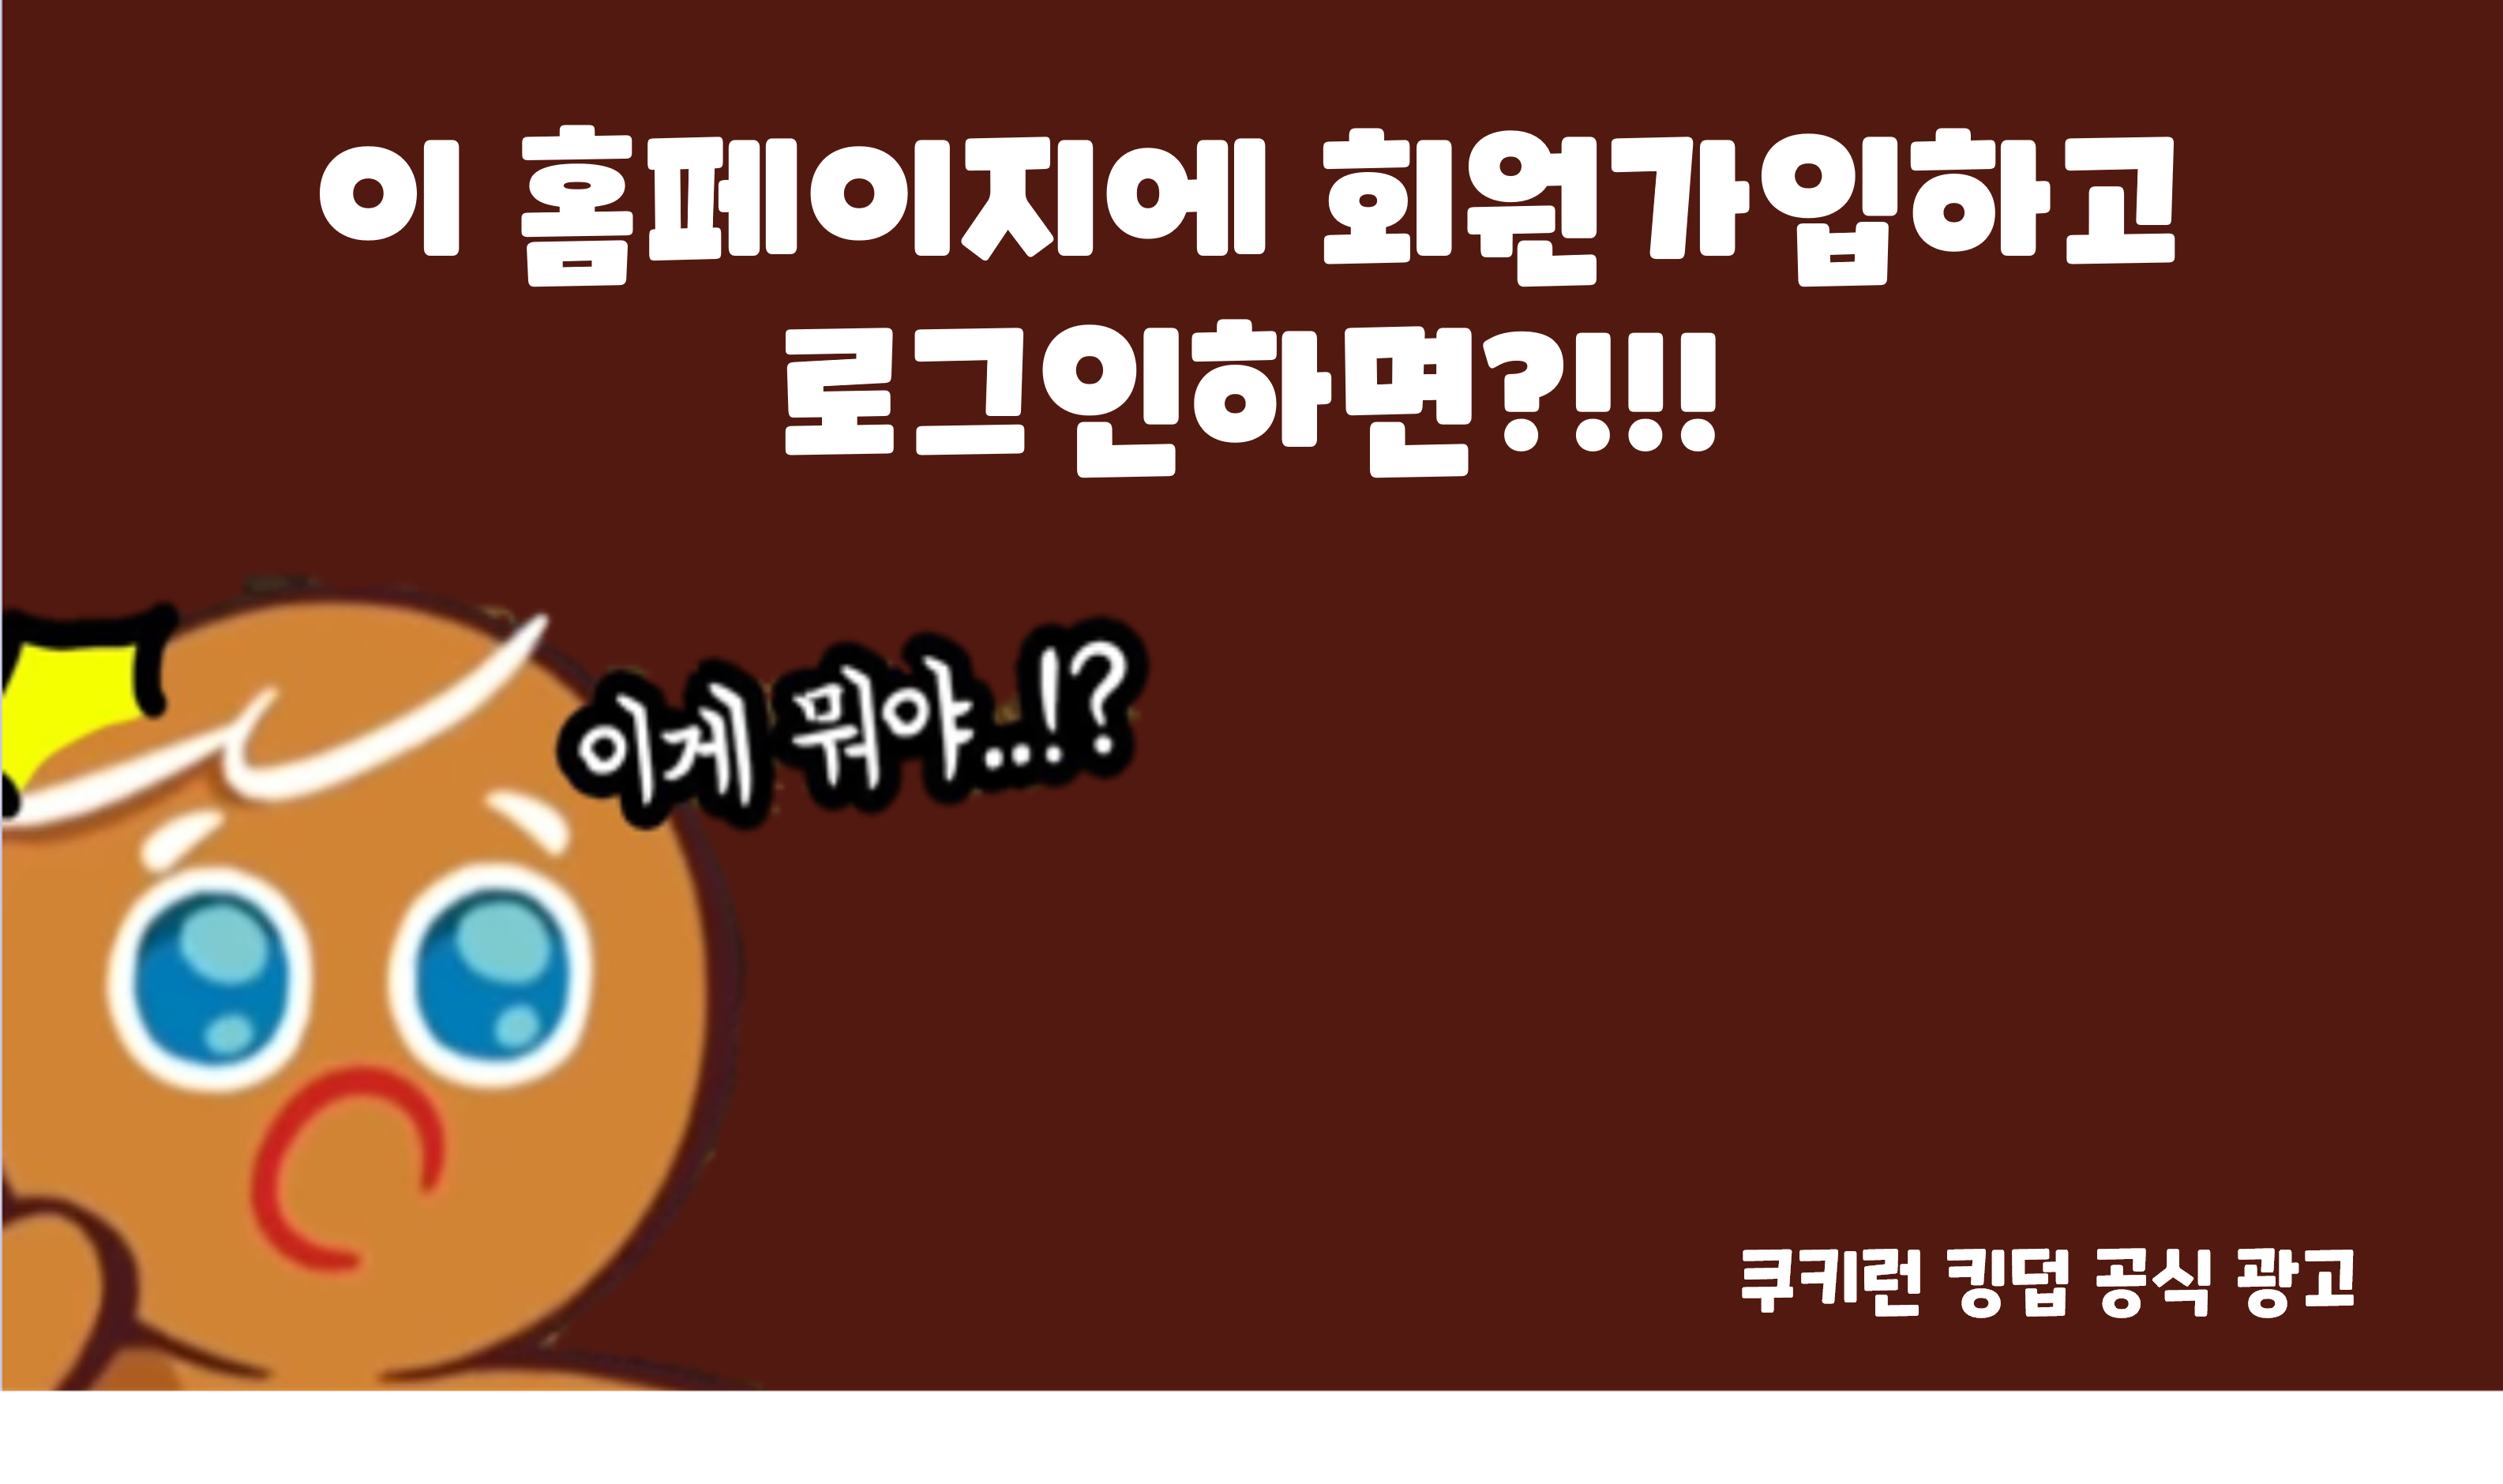 이 홈페이지에 회원가입하고
로그인하면?!!!
이게 뭐야..!?
쿠키런 킹덤 공식 광고